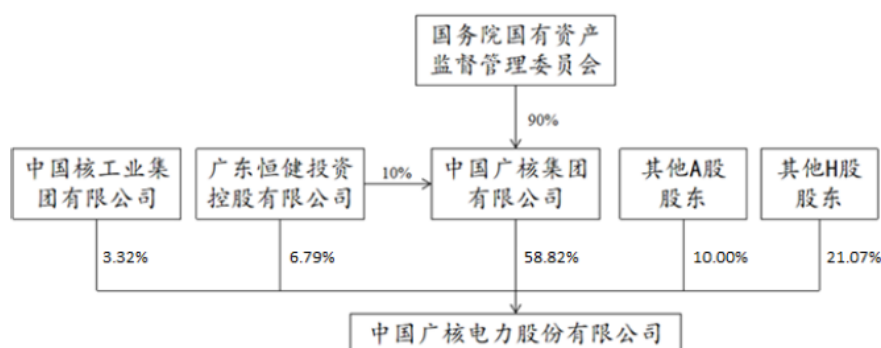 国务院国有资产
监督管理委员会
90%
中国核工业集
团有限公司
广东恒健投资
控股有限公司
10%
中国广核集团
有限公司
其他A股
股东
其他H股
股东
3.32%
6.79%
58.82%
10.00%
21.07%
中国广核电力股份有限公司